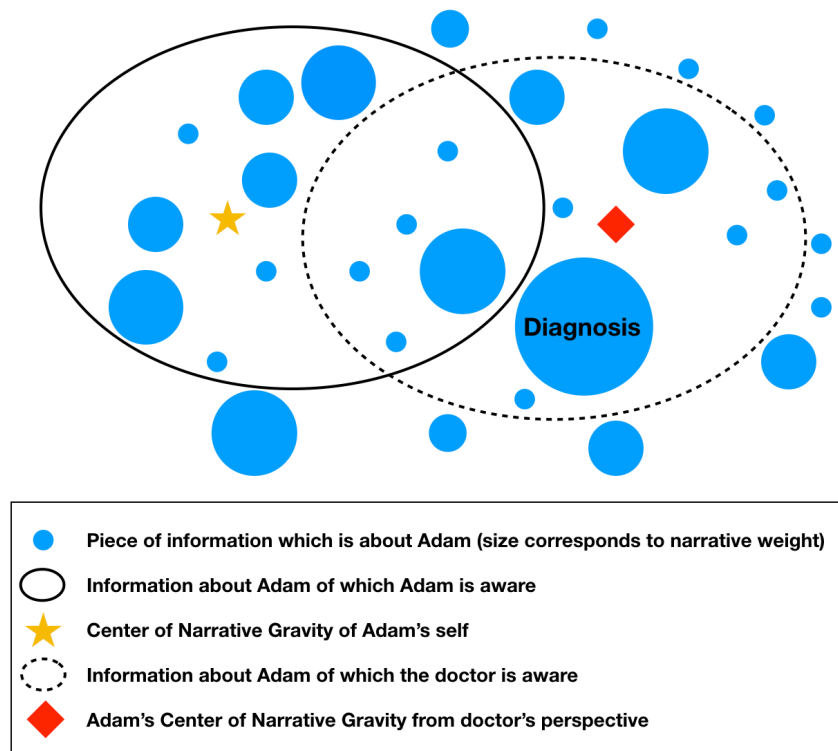 Diagnosis
Piece of information which is about Adam (size corresponds to narrative weight)
Information about Adam of which Adam is aware
Center of Narrative Gravity of Adam's self
Information about Adam of which the doctor is aware
Adam's Center of Narrative Gravity from doctor's perspective